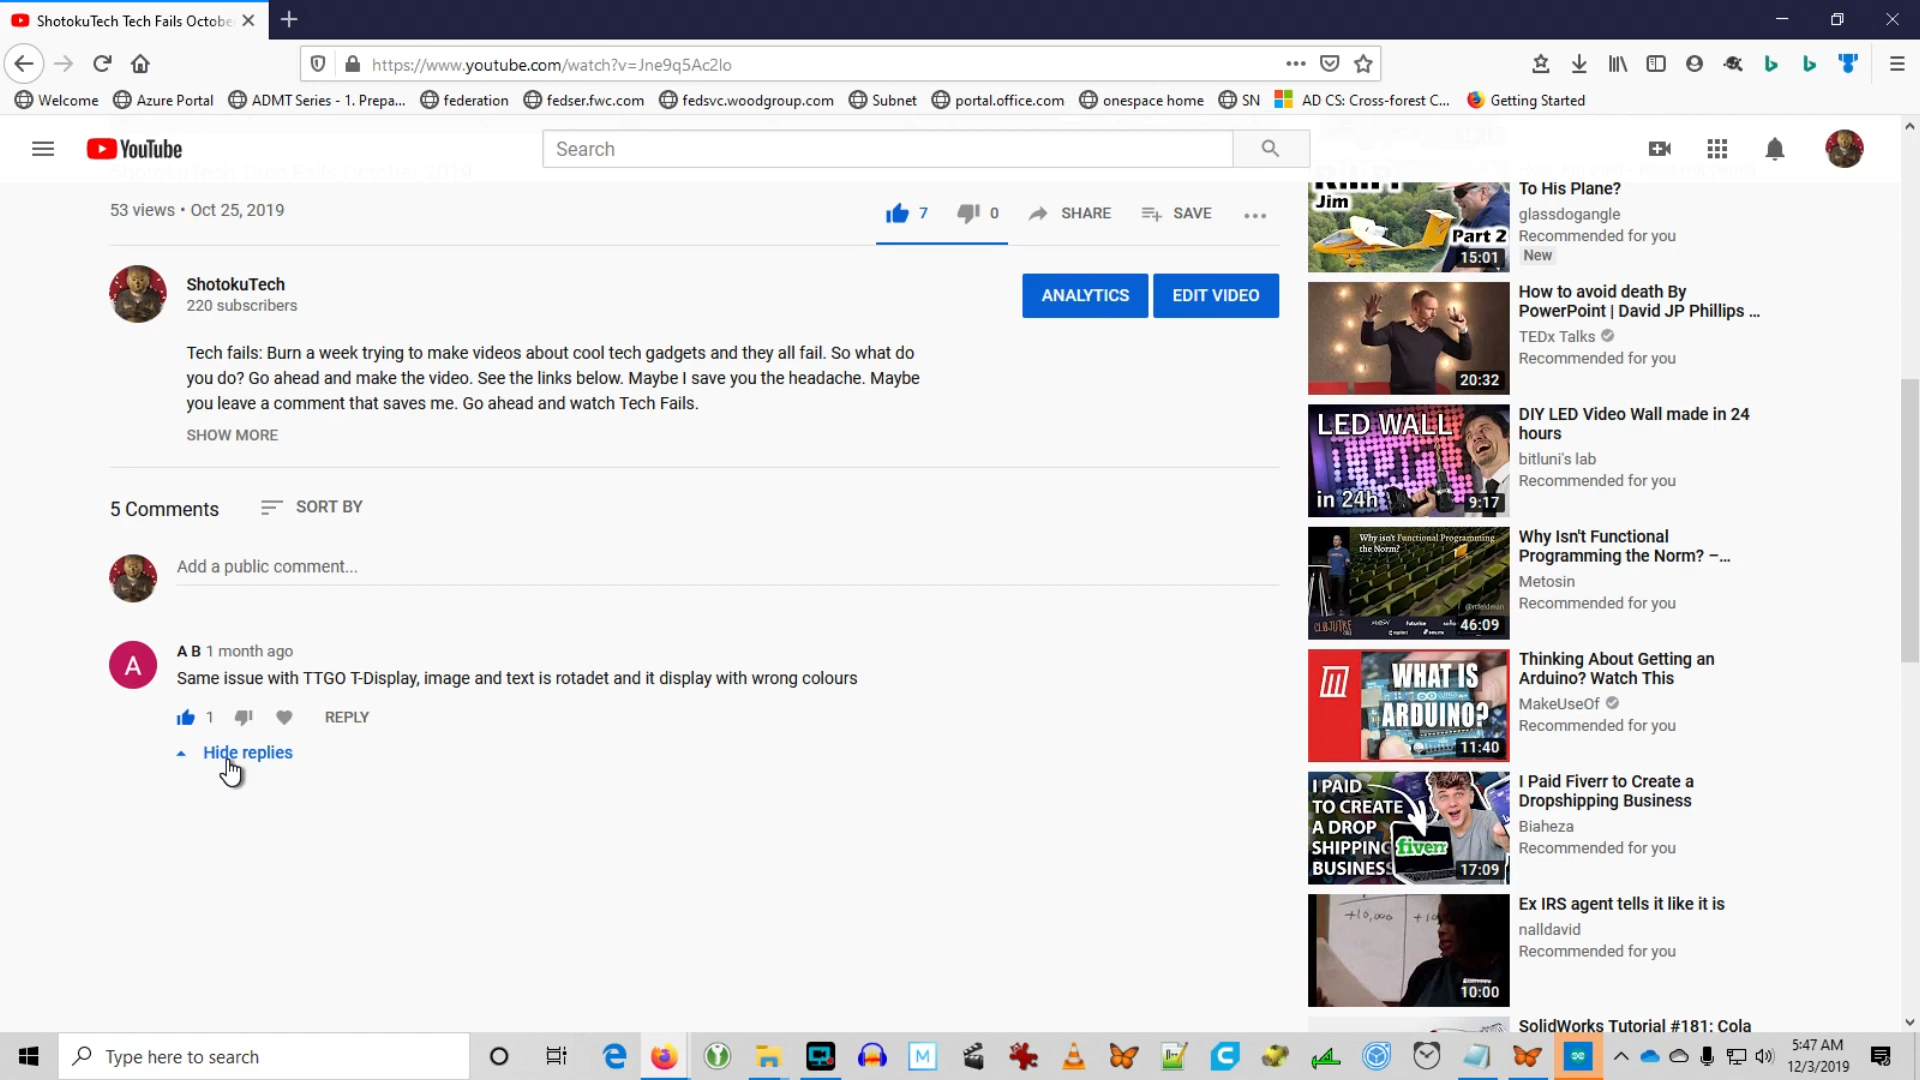 ShotokuTech Tech Fails Octobe
https://www.youtube.com/watch?v=Jne9q5Ac2lo
Welcome
Azure Portal
ADMT Series - 1. Prepa...
federation
fedser.fwc.com
fedsvc.woodgroup.com
Subnet
portal.office.com
onespace home
SN
AD CS: Cross-forest C...
Getting Started
YouTube
Search
ShotokuTech Tech Fails October 2019
53 views • Oct 25, 2019
7
0
SHARE
SAVE
ShotokuTech
220 subscribers
ANALYTICS
EDIT VIDEO
Tech fails: Burn a week trying to make videos about cool tech gadgets and they all fail. So what do
you do? Go ahead and make the video. See the links below. Maybe I save you the headache. Maybe
you leave a comment that saves me. Go ahead and watch Tech Fails.
SHOW MORE
5 Comments
SORT BY
Add a public comment...
A
A B 1 month ago
Same issue with TTGO T-Display, image and text is rotadet and it display with wrong colours
1
REPLY
Hide replies
Jim
Part 2
15:01
To His Plane?
glassdogangle
Recommended for you
New
20:32
How to avoid death By
PowerPoint | David JP Phillips ...
TEDx Talks
Recommended for you
LED WALL
in 24h
9:17
DIY LED Video Wall made in 24
hours
bitluni's lab
Recommended for you
Why isn't Functional Programming
the Norm?
46:09
Why Isn't Functional
Programming the Norm? –...
Metosin
Recommended for you
WHAT IS
ARDUINO?
11:40
Thinking About Getting an
Arduino? Watch This
MakeUseOf
Recommended for you
I PAID
TO CREATE
A DROP
SHIPPING
BUSINESS
fiverr
17:09
I Paid Fiverr to Create a
Dropshipping Business
Biaheza
Recommended for you
+10,000
10:00
Ex IRS agent tells it like it is
nalldavid
Recommended for you
SolidWorks Tutorial #181: Cola
Type here to search
M
5:47 AM
12/3/2019